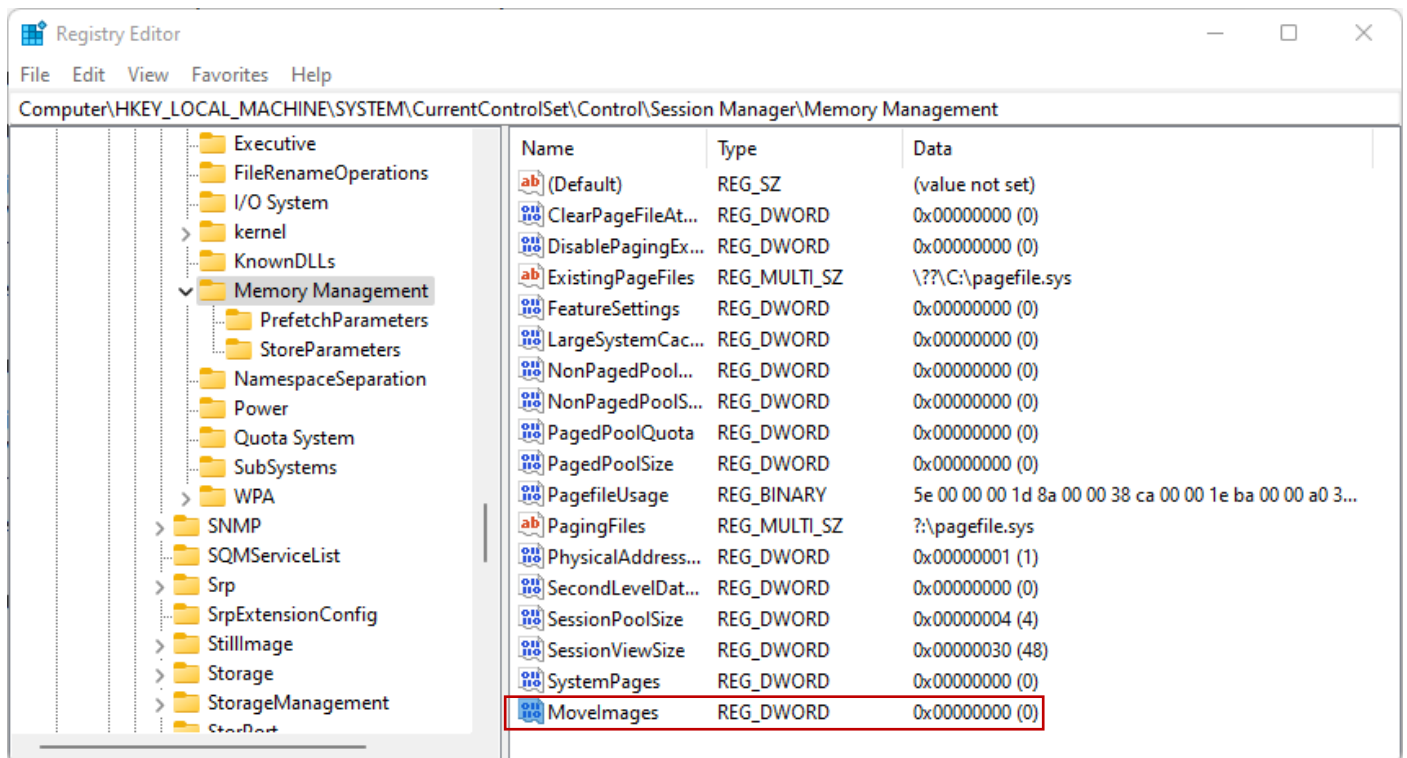 Registry Editor
File Edit View Favorites Help
Computer\HKEY_LOCAL_MACHINE\SYSTEM\CurrentControlSet\Control\Session Manager\Memory Management
Executive
FileRenameOperations
I/O System
kernel
KnownDLLs
Memory Management
PrefetchParameters
StoreParameters
NamespaceSeparation
Power
Quota System
SubSystems
WPA
SNMP
SQMServiceList
Srp
SrpExtensionConfig
StillImage
Storage
StorageManagement
StorPort
Name Type Data
(Default) REG_SZ (value not set)
ClearPageFileAt... REG_DWORD 0x00000000 (0)
DisablePagingEx... REG_DWORD 0x00000000 (0)
ExistingPageFiles REG_MULTI_SZ \??\C:\pagefile.sys
FeatureSettings REG_DWORD 0x00000000 (0)
LargeSystemCac... REG_DWORD 0x00000000 (0)
NonPagedPool... REG_DWORD 0x00000000 (0)
NonPagedPoolS... REG_DWORD 0x00000000 (0)
PagedPoolQuota REG_DWORD 0x00000000 (0)
PagedPoolSize REG_DWORD 0x00000000 (0)
PagefileUsage REG_BINARY 5e 00 00 00 1d 8a 00 00 38 ca 00 00 1e ba 00 00 a0 3...
PagingFiles REG_MULTI_SZ ?:\pagefile.sys
PhysicalAddress... REG_DWORD 0x00000001 (1)
SecondLevelDat... REG_DWORD 0x00000000 (0)
SessionPoolSize REG_DWORD 0x00000004 (4)
SessionViewSize REG_DWORD 0x00000030 (48)
SystemPages REG_DWORD 0x00000000 (0)
MoveImages REG_DWORD 0x00000000 (0)